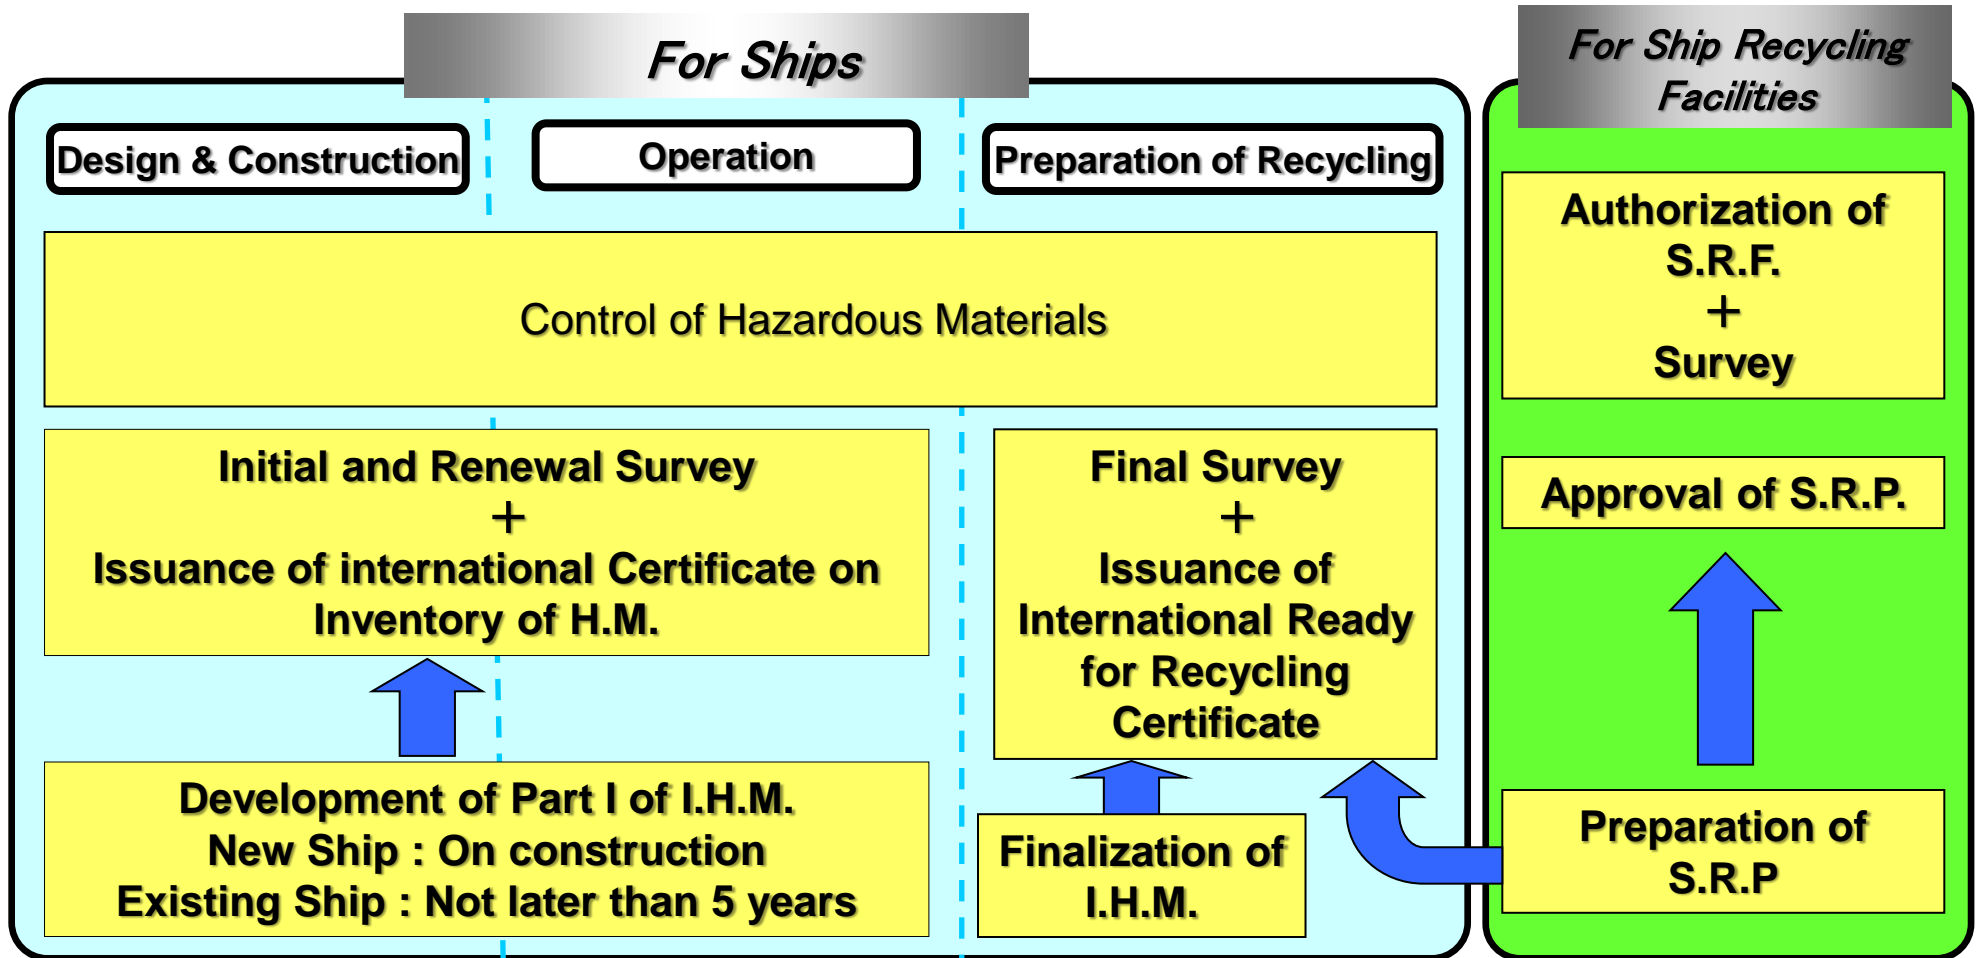 For Ships
Design & Construction
Operation
Preparation of Recycling
Control of Hazardous Materials
Initial and Renewal Survey
+
Issuance of international Certificate on
Inventory of H.M.
Development of Part I of I.H.M.
New Ship : On construction
Existing Ship : Not later than 5 years
Final Survey
+
Issuance of
International Ready
for Recycling
Certificate
Finalization of
I.H.M.
For Ship Recycling
Facilities
Authorization of
S.R.F.
+
Survey
Approval of S.R.P.
Preparation of
S.R.P